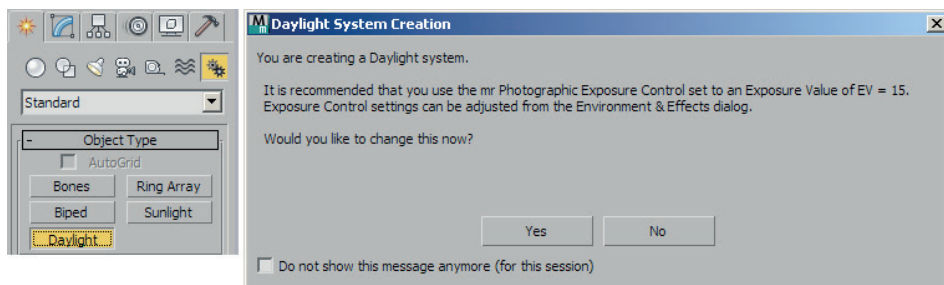 Standard
- Object Type
AutoGrid
Bones Ring Array
Biped Sunlight
Daylight
Daylight System Creation
You are creating a Daylight system.
It is recommended that you use the mr Photographic Exposure Control set to an Exposure Value of EV = 15.
Exposure Control settings can be adjusted from the Environment & Effects dialog.
Would you like to change this now?
Yes No
Do not show this message anymore (for this session)